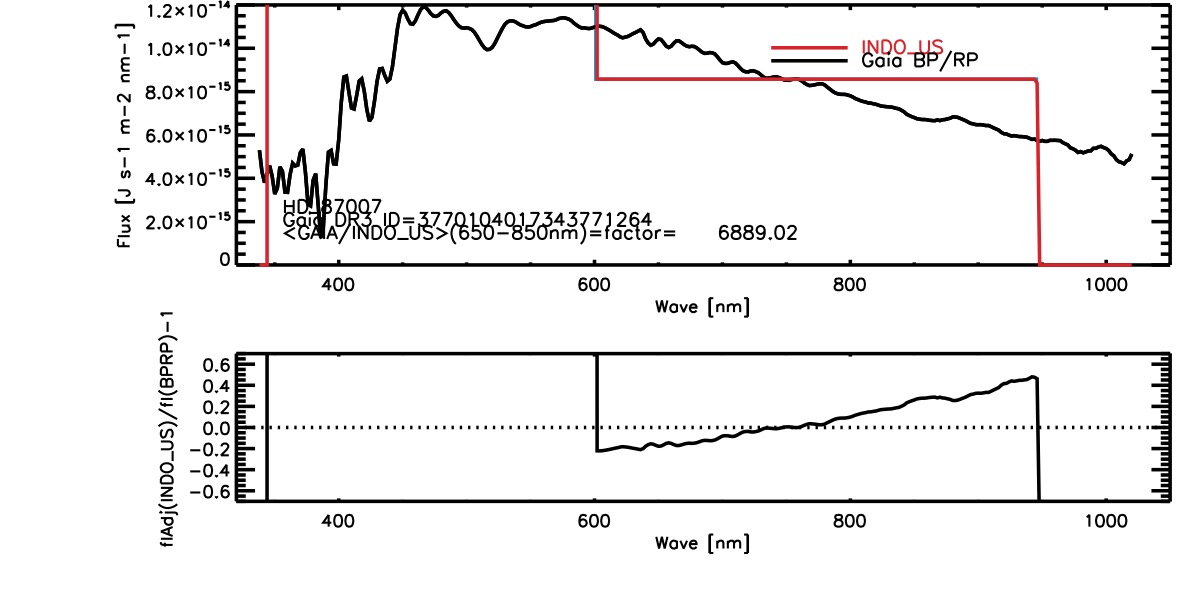 1.2×10⁻¹⁴
1.0×10⁻¹⁴
8.0×10⁻¹⁵
6.0×10⁻¹⁵
4.0×10⁻¹⁵
2.0×10⁻¹⁵
0
Flux [J s−1 m−2 nm−1]
INDO_US
Gaia BP/RP
HD_87007
Gaia DR3 ID=3770104017343771264
<GAIA/INDO_US>(650−850nm)=factor= 6889.02
400 600 800 1000
Wave [nm]
0.6
0.4
0.2
0.0
−0.2
−0.4
−0.6
flAdj(INDO_US)/fl(BPRP)−1
400 600 800 1000
Wave [nm]